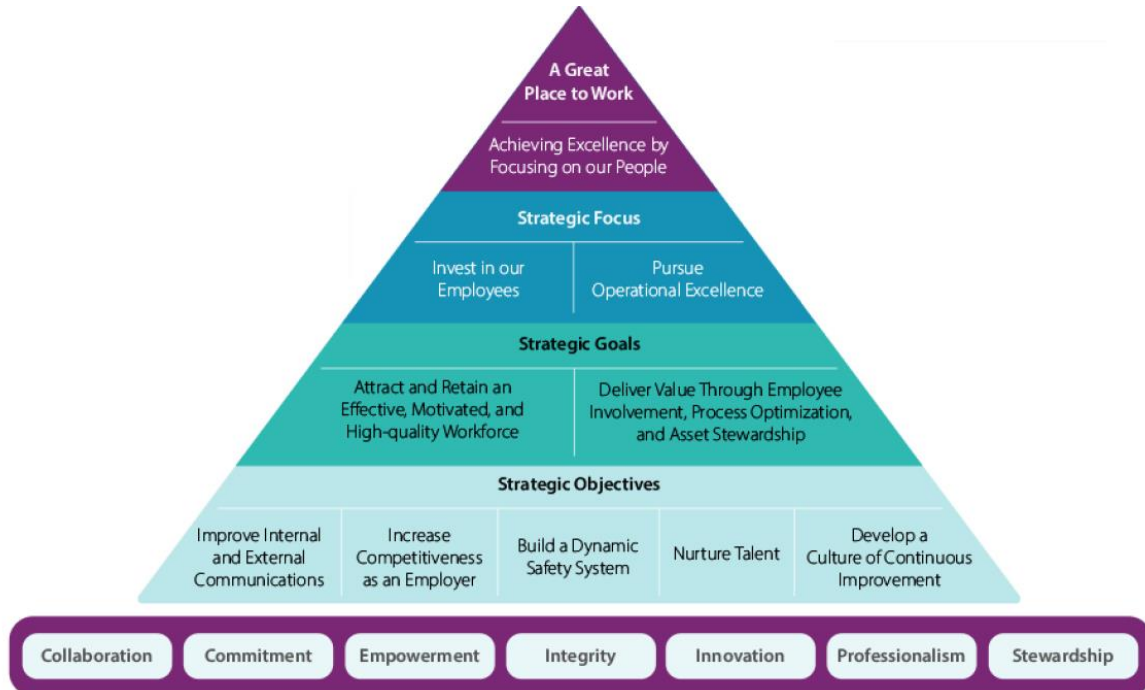 A Great
Place to Work
Achieving Excellence by
Focusing on our People
Strategic Focus
Invest in our
Employees
Pursue
Operational Excellence
Strategic Goals
Attract and Retain an
Effective, Motivated, and
High-quality Workforce
Deliver Value Through Employee
Involvement, Process Optimization,
and Asset Stewardship
Strategic Objectives
Improve Internal
and External
Communications
Increase
Competitiveness
as an Employer
Build a Dynamic
Safety System
Nurture Talent
Develop a
Culture of Continuous
Improvement
Collaboration
Commitment
Empowerment
Integrity
Innovation
Professionalism
Stewardship